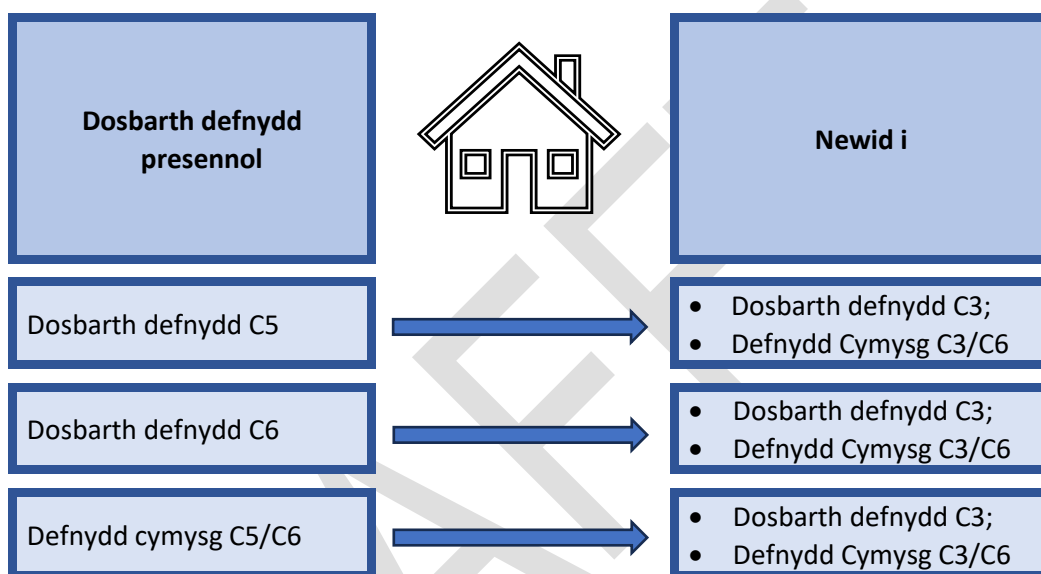 Dosbarth defnydd
presennol
Newid i
Dosbarth defnydd C5
• Dosbarth defnydd C3;
• Defnydd Cymysg C3/C6
Dosbarth defnydd C6
• Dosbarth defnydd C3;
• Defnydd Cymysg C3/C6
Defnydd cymysg C5/C6
• Dosbarth defnydd C3;
• Defnydd Cymysg C3/C6